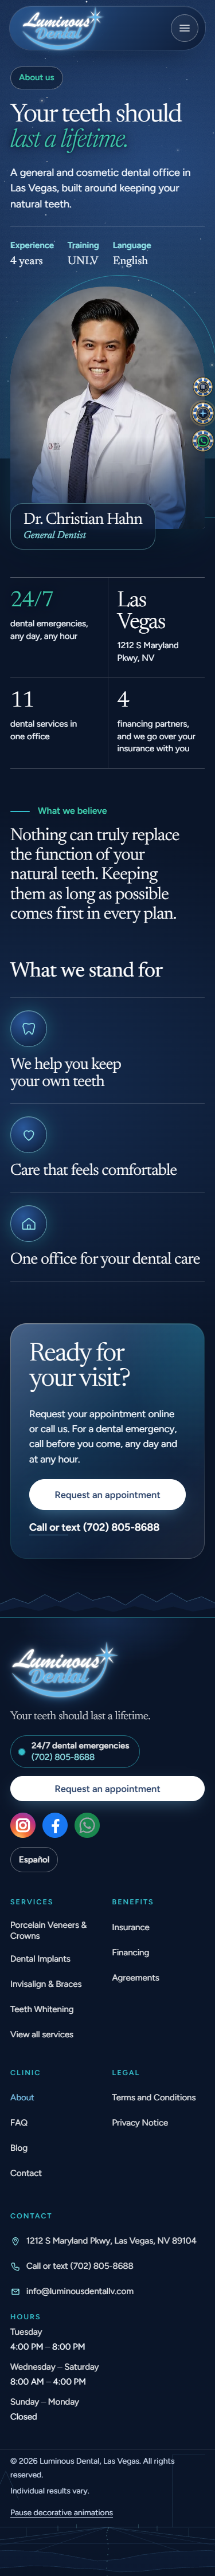 Luminous
Dental
About us
Your teeth should
last a lifetime.
A general and cosmetic dental office in
Las Vegas, built around keeping your
natural teeth.
Experience
Training
Language
4 years
UNLV
English
Dr. Christian Hahn
General Dentist
24/7
dental emergencies,
any day, any hour
Las
Vegas
1212 S Maryland
Pkwy, NV
11
dental services in
one office
4
financing partners,
and we go over your
insurance with you
What we believe
Nothing can truly replace
the function of your
natural teeth. Keeping
them as long as possible
comes first in every plan.
What we stand for
We help you keep
your own teeth
Care that feels comfortable
One office for your dental care
Ready for
your visit?
Request your appointment online
or call us. For a dental emergency,
call before you come, any day and
at any hour.
Request an appointment
Call or text (702) 805-8688
Luminous
Dental
Your teeth should last a lifetime.
24/7 dental emergencies
(702) 805-8688
Request an appointment
Español
SERVICES
Porcelain Veneers &
Crowns
Dental Implants
Invisalign & Braces
Teeth Whitening
View all services
BENEFITS
Insurance
Financing
Agreements
CLINIC
About
FAQ
Blog
Contact
LEGAL
Terms and Conditions
Privacy Notice
CONTACT
1212 S Maryland Pkwy, Las Vegas, NV 89104
Call or text (702) 805-8688
info@luminousdentallv.com
HOURS
Tuesday
4:00 PM – 8:00 PM
Wednesday – Saturday
8:00 AM – 4:00 PM
Sunday – Monday
Closed
© 2026 Luminous Dental, Las Vegas. All rights
reserved.
Individual results vary.
Pause decorative animations